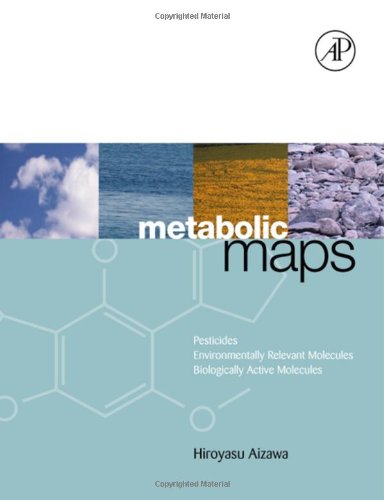 Copyrighted Material
AP
metabolic
maps
Pesticides
Environmentally Relevant Molecules
Biologically Active Molecules
O
O
Hiroyasu Aizawa
Copyrighted Material